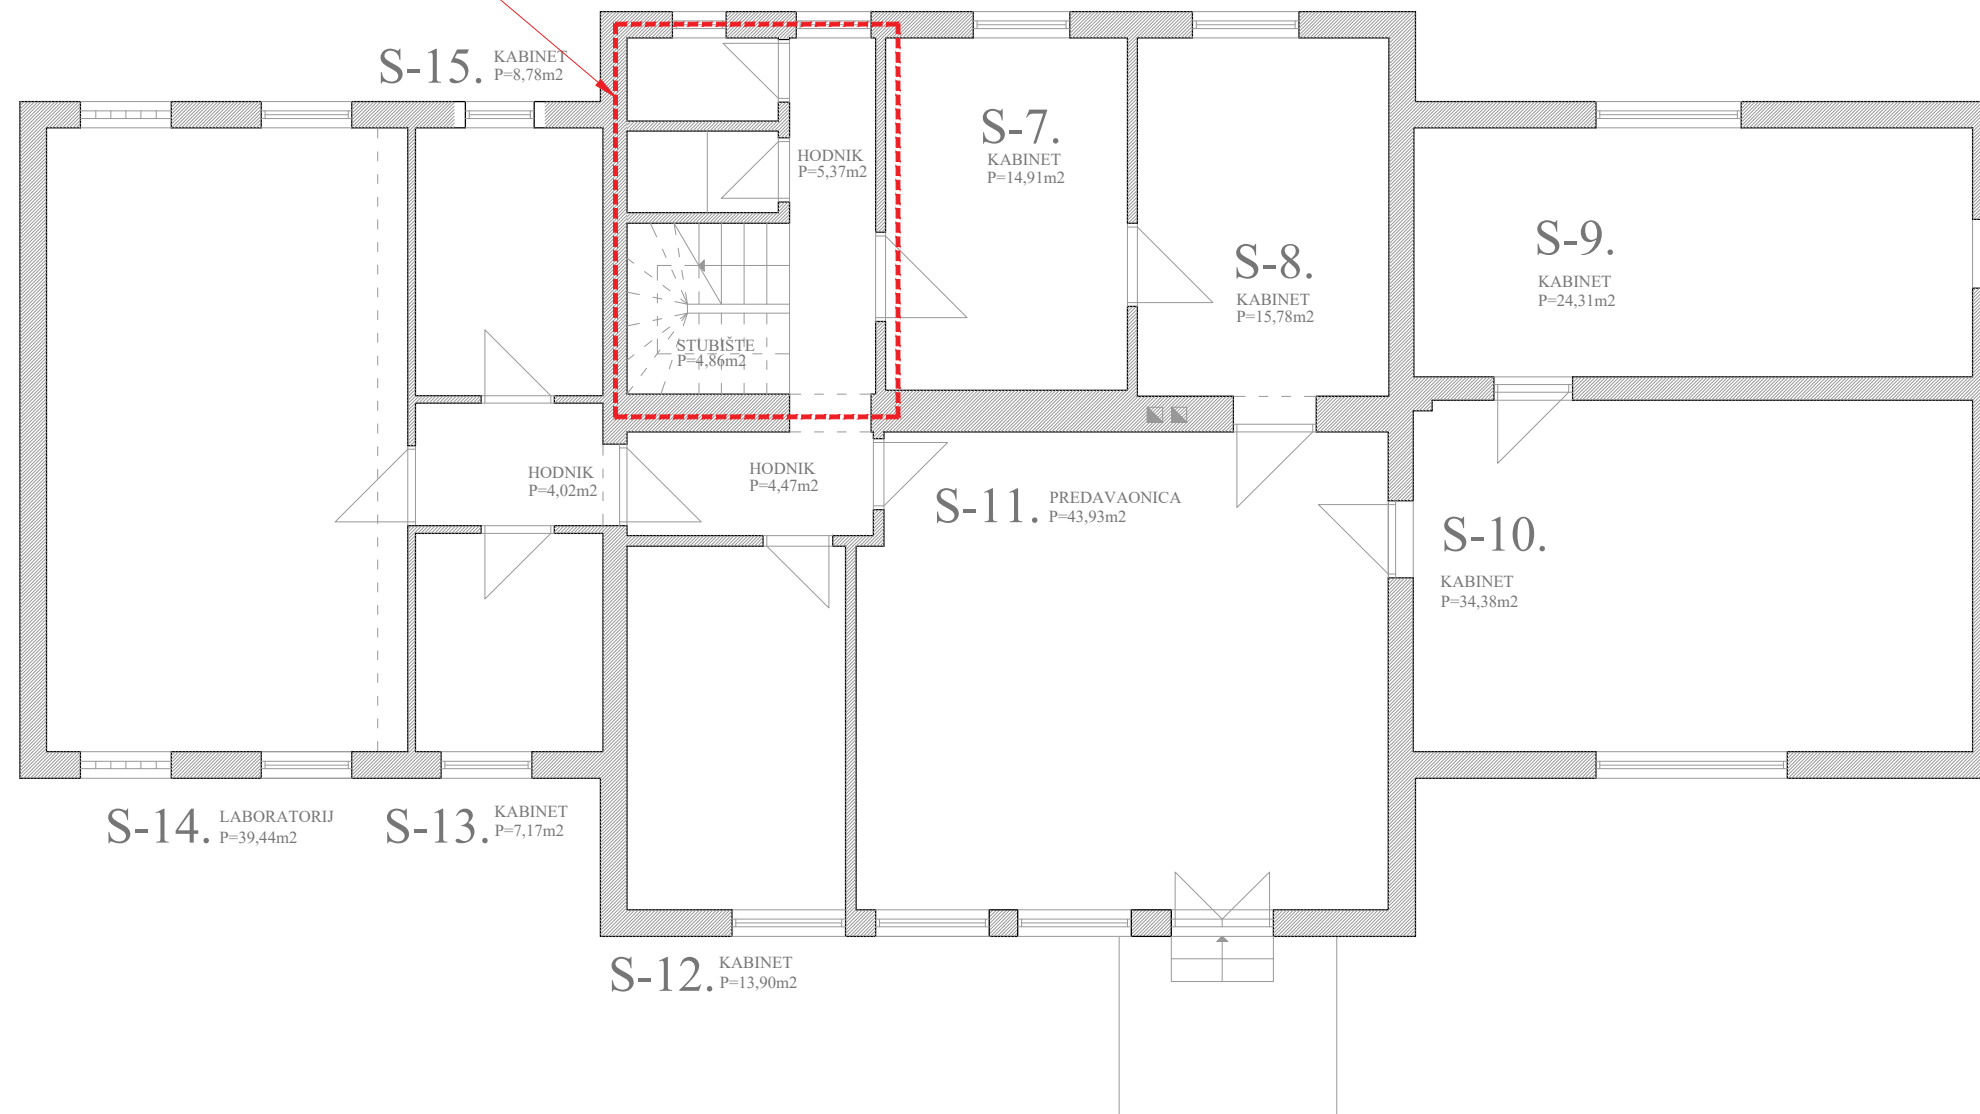 S-15. KABINET
P=8,78m2
HODNIK
P=5,37m2
S-7.
KABINET
P=14,91m2
S-8.
KABINET
P=15,78m2
S-9.
KABINET
P=24,31m2
STUBIŠTE
P=4,86m2
HODNIK
P=4,02m2
HODNIK
P=4,47m2
S-11. PREDAVAONICA
P=43,93m2
S-10.
KABINET
P=34,38m2
S-14. LABORATORIJ
P=39,44m2
S-13. KABINET
P=7,17m2
S-12. KABINET
P=13,90m2